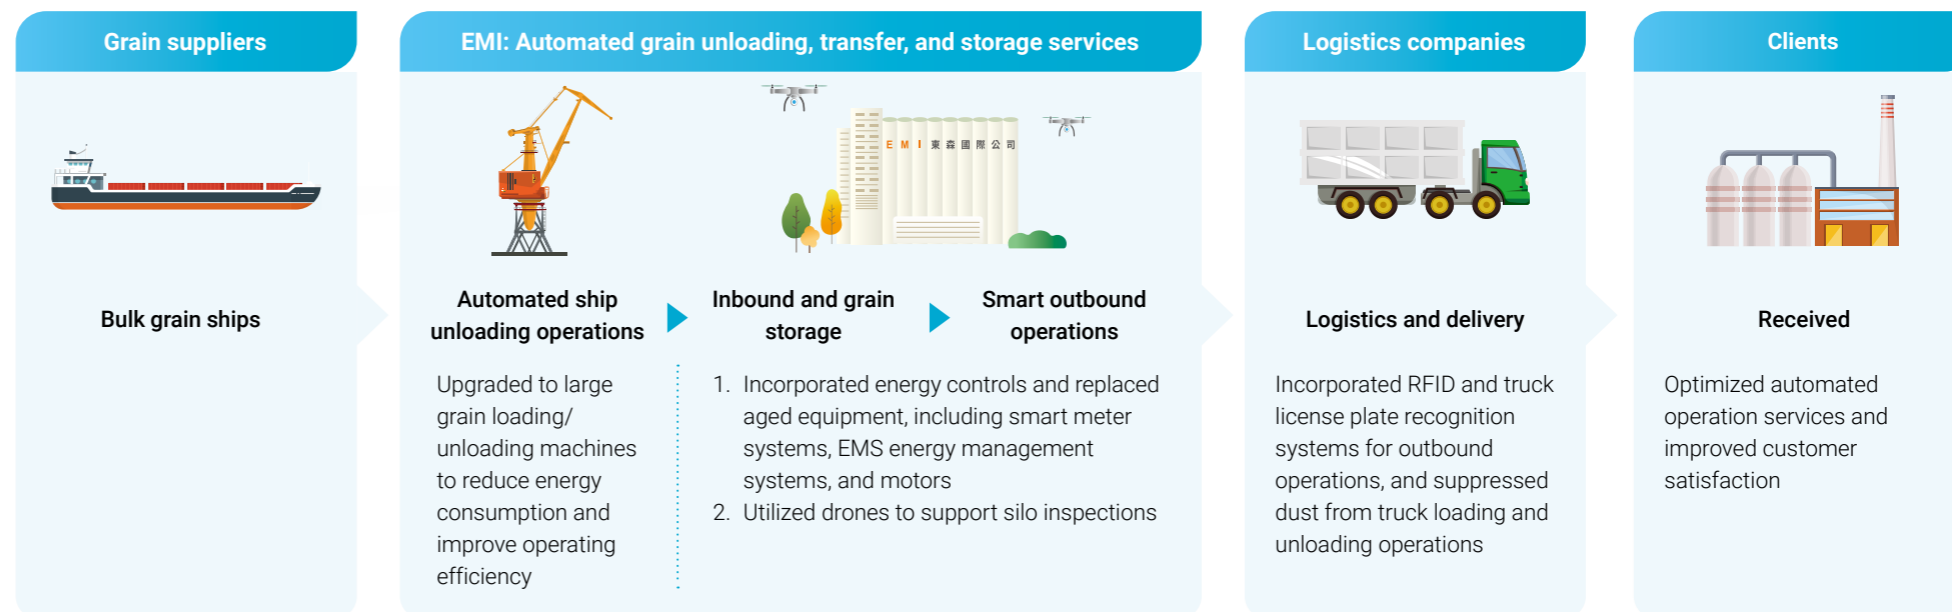 Grain suppliers
Bulk grain ships
EMI: Automated grain unloading, transfer, and storage services
EMI 東森國際公司
Automated ship
unloading operations
Inbound and grain
storage
Smart outbound
operations
Upgraded to large
grain loading/
unloading machines
to reduce energy
consumption and
improve operating
efficiency
1. Incorporated energy controls and replaced
aged equipment, including smart meter
systems, EMS energy management
systems, and motors
2. Utilized drones to support silo inspections
Logistics companies
Logistics and delivery
Incorporated RFID and truck
license plate recognition
systems for outbound
operations, and suppressed
dust from truck loading and
unloading operations
Clients
Received
Optimized automated
operation services and
improved customer
satisfaction